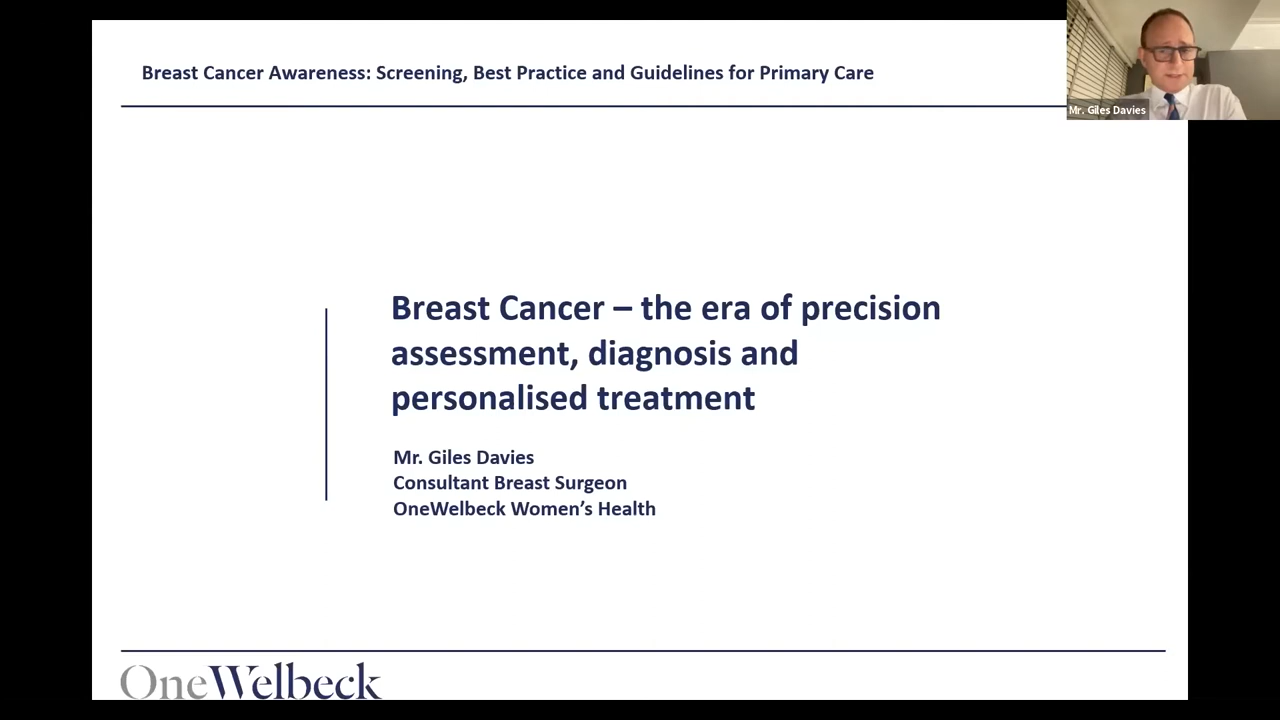 Breast Cancer Awareness: Screening, Best Practice and Guidelines for Primary Care
Mr. Giles Davies
Breast Cancer – the era of precision
assessment, diagnosis and
personalised treatment
Mr. Giles Davies
Consultant Breast Surgeon
OneWelbeck Women’s Health
OneWelbeck